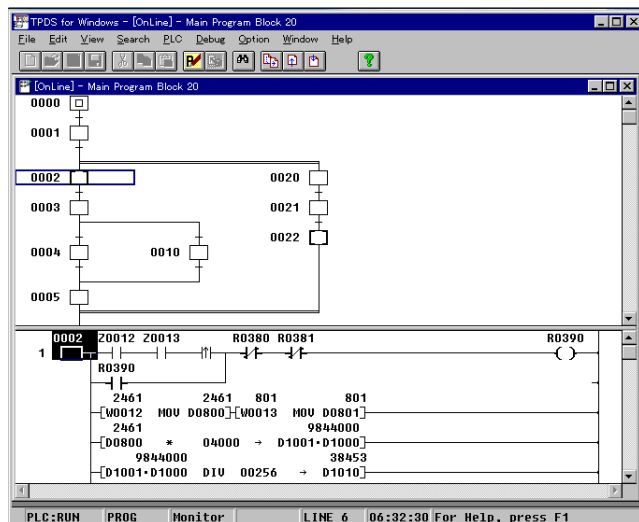 TPDS for Windows - [OnLine] - Main Program Block 20
File Edit View Search PLC Debug Option Window Help
[OnLine] - Main Program Block 20
0000
0001
0002 0020
0003 0021
0022
0004 0010
0005
0002 Z0012 Z0013 R0380 R0381 R0390
1
R0390
2461 2461 801 801
[W0012 MOV D0800] [W0013 MOV D0801]
2461 9844000
[D0800 * 04000 → D1001·D1000]
9844000 38453
[D1001·D1000 DIV 00256 → D1010]
PLC:RUN PROG Monitor LINE 6 06:32:30 For Help, press F1